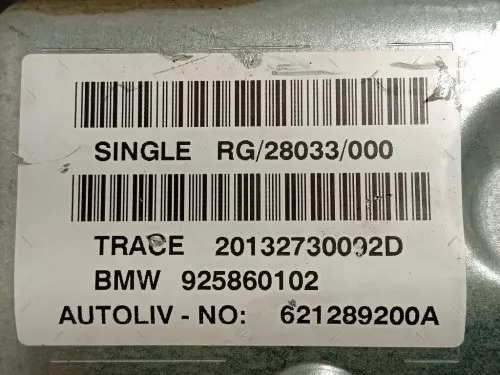 SINGLE RG/28033/000
TRACE 20132730002D
BMW 925860102
AUTOLIV - NO: 621289200A